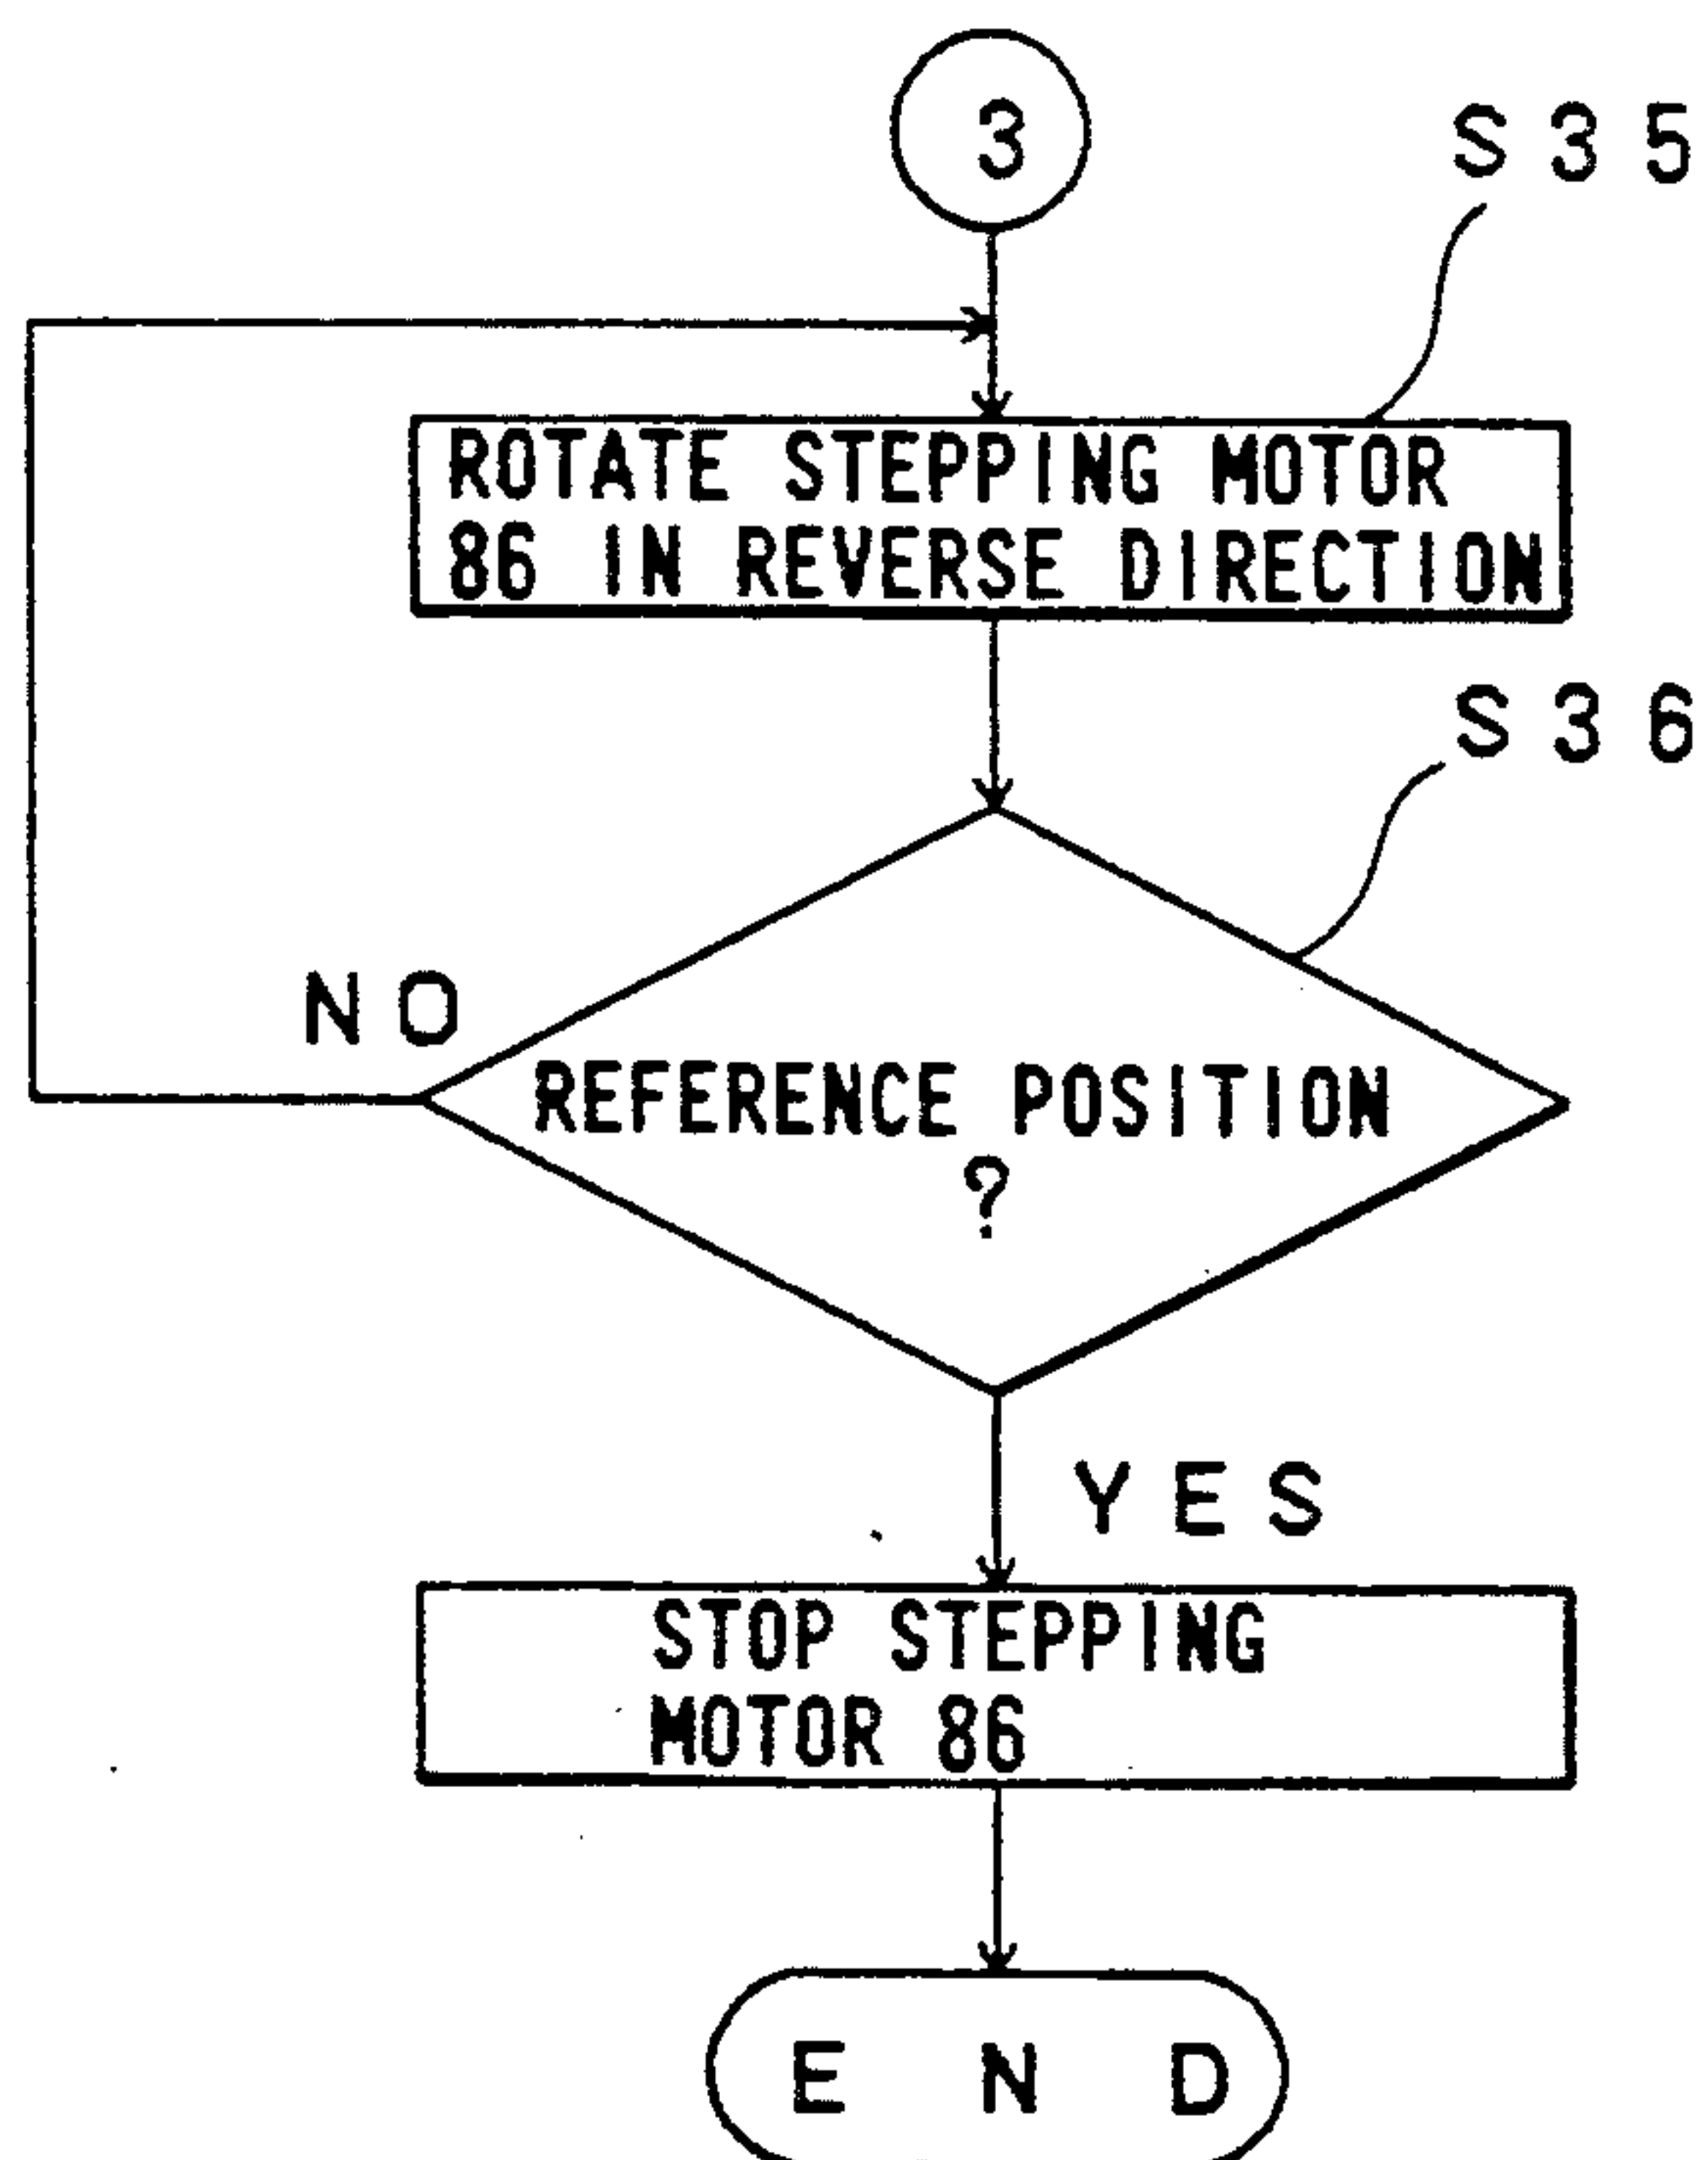 3
S35
ROTATE STEPPING MOTOR
86 IN REVERSE DIRECTION
S36
NO
REFERENCE POSITION
?
YES
STOP STEPPING
MOTOR 86
END